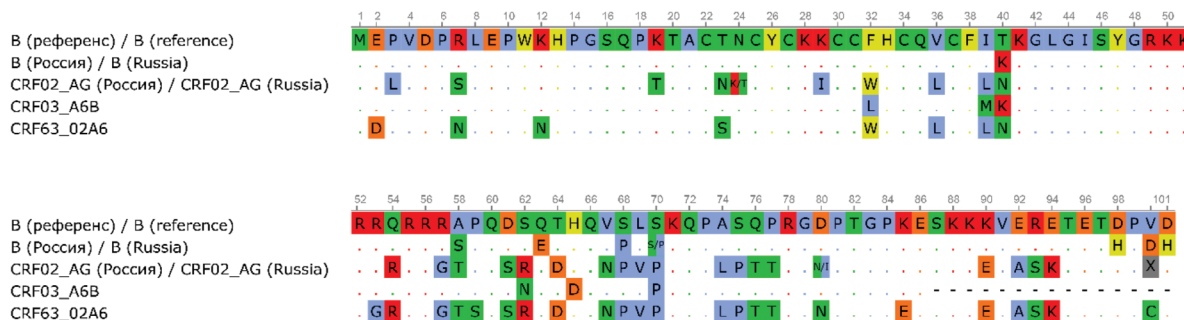 1 2 4 6 8 10 12 14 16 18 20 22 24 26 28 30 32 34 36 38 40 42 44 46 48 50
B (референс) / B (reference) M E P V D P R L E P W K H P G S Q P K T A C T N C Y C K K C C F H C Q V C F I T K G L G I S Y G R K K
B (Россия) / B (Russia) . . . . . . . . . . . . . . . . . . . . . . . . . . . . . . . . . . . . . . . K . . . . . . . . . . .
CRF02_AG (Россия) / CRF02_AG (Russia) . . L . . . S . . . . . . . . . . . T . . . N K/T . . . . I . . W . . . L . . L N . . . . . . . . . . .
CRF03_A6B . . . . . . . . . . . . . . . . . . . . . . . . . . . . . . . L . . . . . . M K . . . . . . . . . . .
CRF63_02A6 . D . . . . N . . . . N . . . . . . . . . . S . . . . . . . . W . . . L . . L N . . . . . . . . . . .
52 54 56 58 60 62 64 66 68 70 72 74 76 78 80 82 84 86 88 90 92 94 96 98 101
B (референс) / B (reference) R R Q R R R A P Q D S Q T H Q V S L S K Q P A S Q P R G D P T G P K E S K K K V E R E T E T D P V D
B (Россия) / B (Russia) . . . . . . S . . . . E . . . . P . S/P . . . . . . . . . . . . . . . . . . . . . . . . . . . H . D H
CRF02_AG (Россия) / CRF02_AG (Russia) . . R . . G T . . S R . D . . N P V P . . . L P T T . . N/I . . . . . . . . . E . A S K . . . . . X .
CRF03_A6B . . . . . . . . . . N . . D . . . . P . . . . . . . . . . . . . . . . - - - - - - - - - - - - - - -
CRF63_02A6 . G R . . G T S . S R . D . . N P V P . . . L P T T . . N . . . . E . . . . E . A S K . . . . . C .